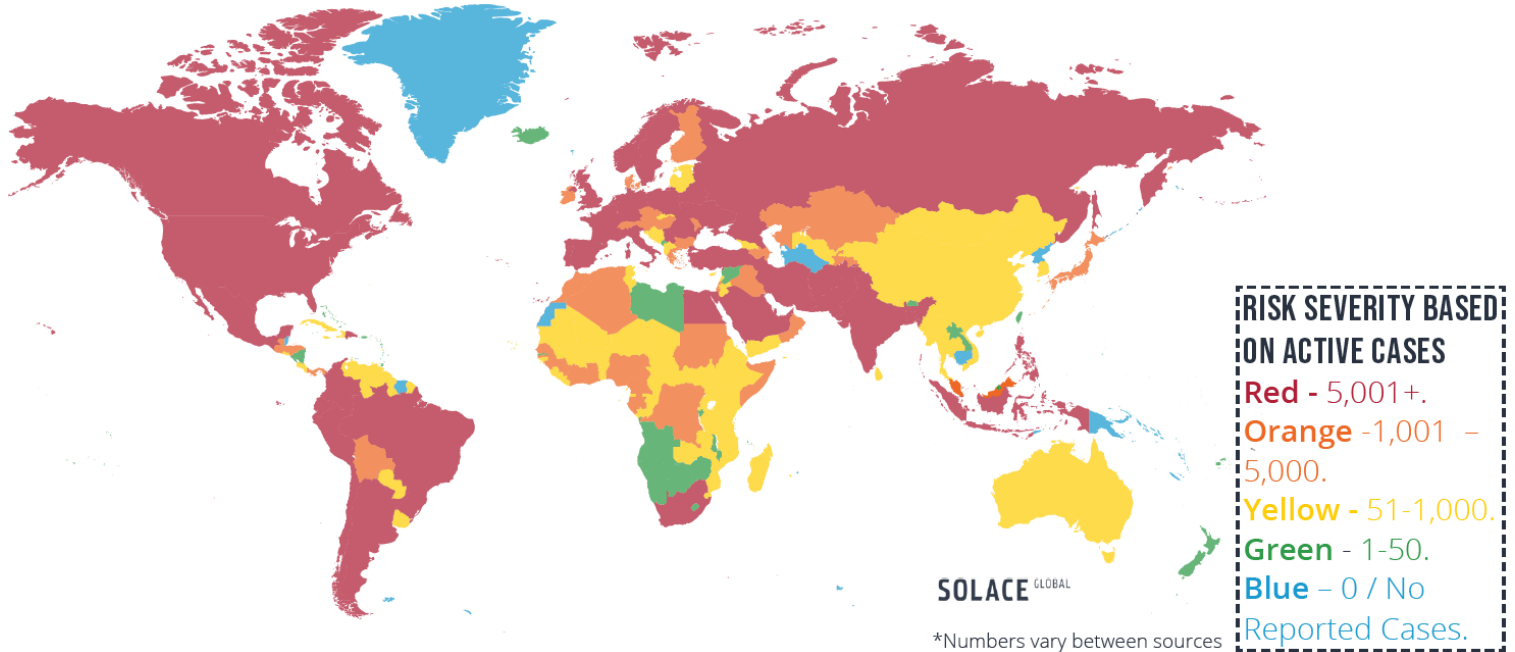 RISK SEVERITY BASED
ON ACTIVE CASES
Red - 5,001+.
Orange -1,001 –
5,000.
Yellow - 51-1,000.
Green - 1-50.
Blue – 0 / No
Reported Cases.
SOLACE GLOBAL
*Numbers vary between sources